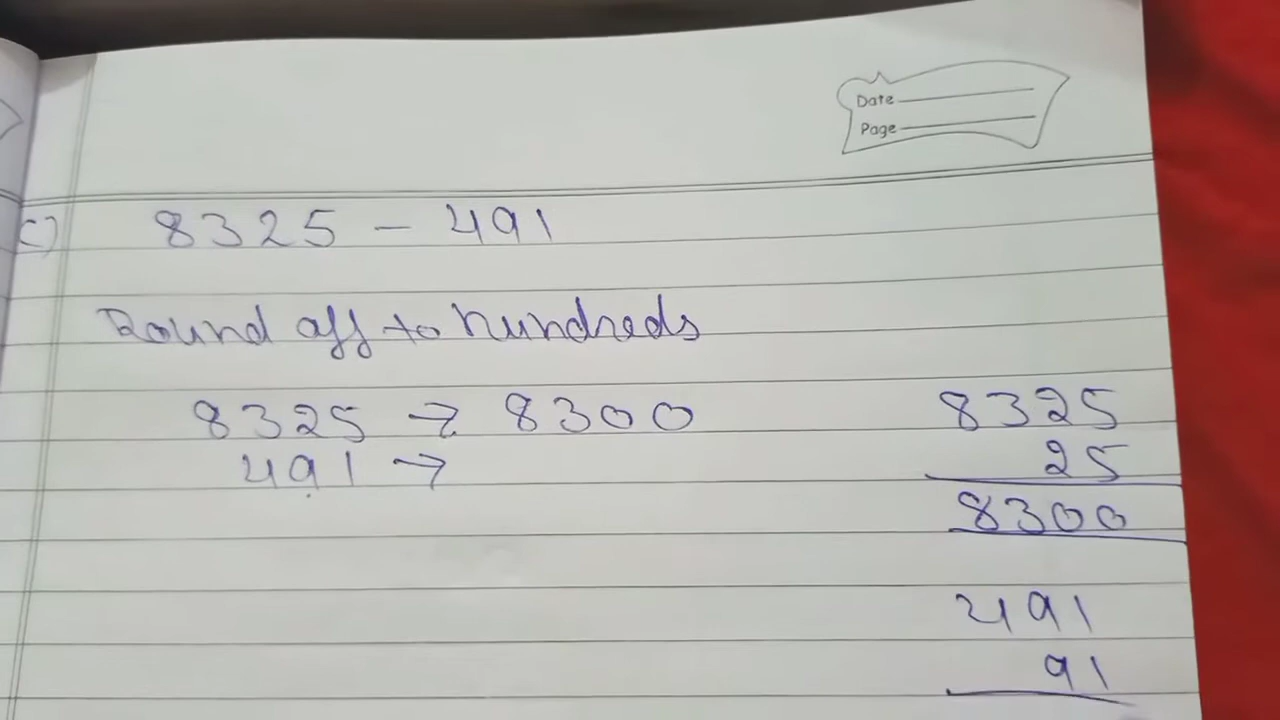 Date
Page
c) 8325 - 491
Round off to hundreds
8325 → 8300
491 →
8325
25
8300
491
91